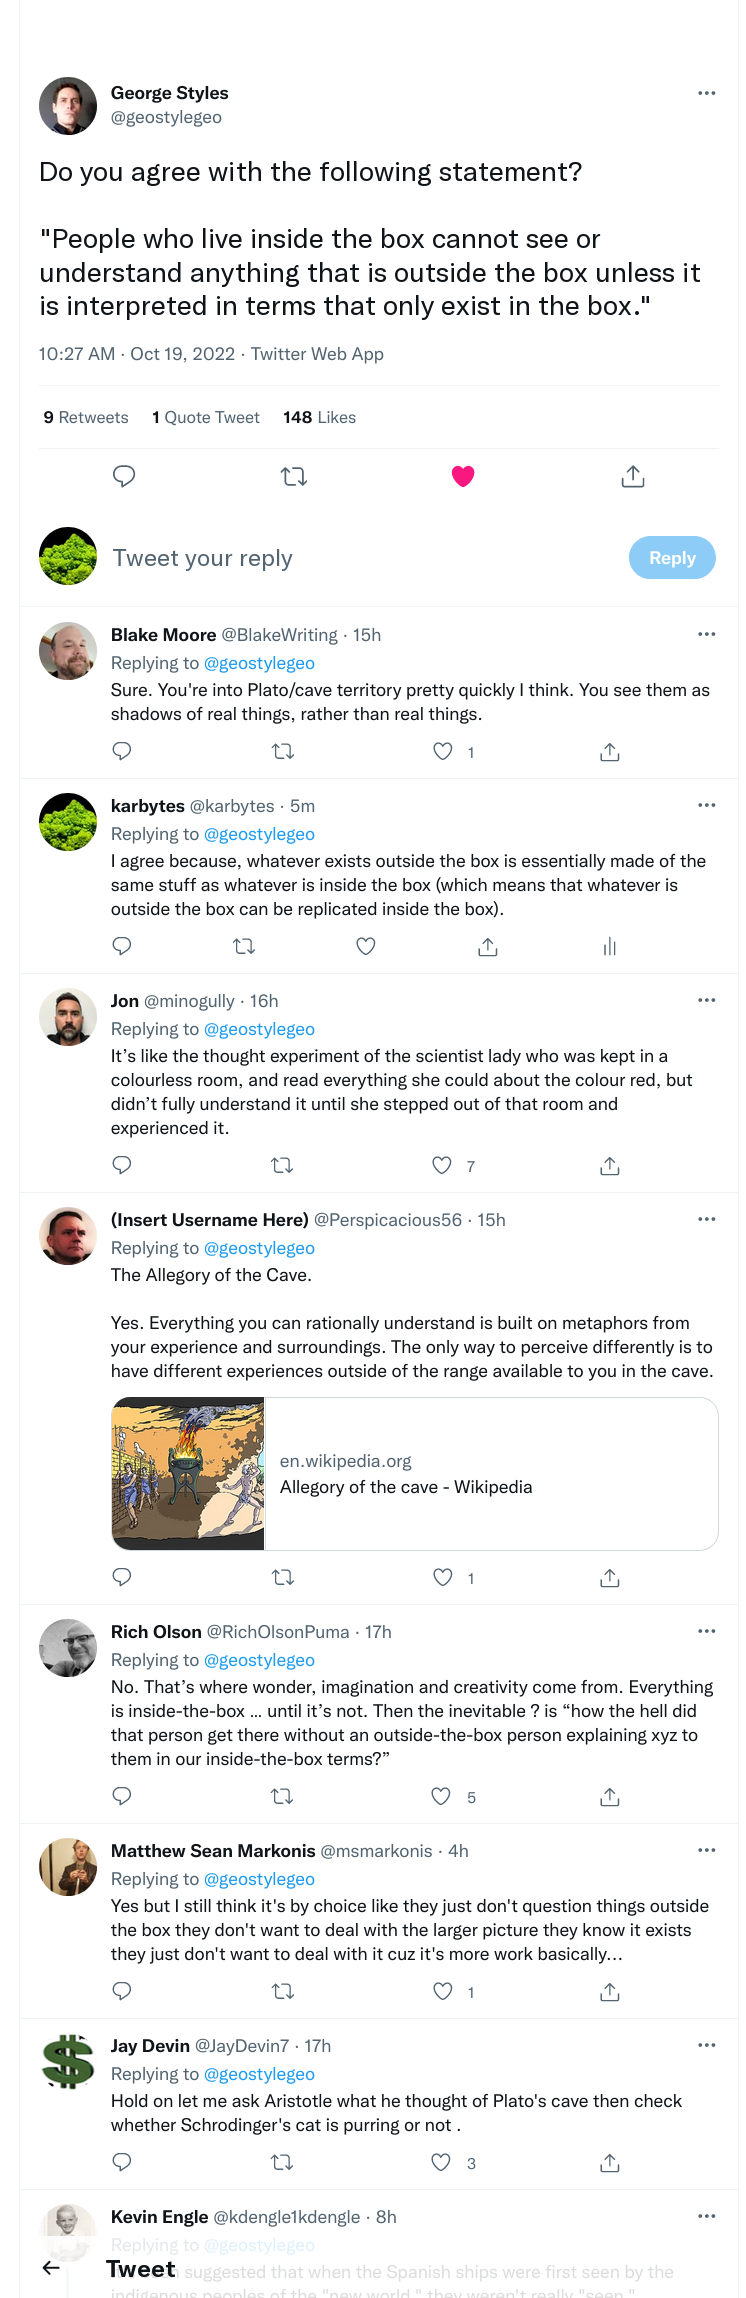 George Styles
@geostylegeo
Do you agree with the following statement?
"People who live inside the box cannot see or
understand anything that is outside the box unless it
is interpreted in terms that only exist in the box."
10:27 AM · Oct 19, 2022 · Twitter Web App
9 Retweets 1 Quote Tweet 148 Likes
Tweet your reply
Reply
Blake Moore @BlakeWriting · 15h
Replying to @geostylegeo
Sure. You're into Plato/cave territory pretty quickly I think. You see them as
shadows of real things, rather than real things.
1
karbytes @karbytes · 5m
Replying to @geostylegeo
I agree because, whatever exists outside the box is essentially made of the
same stuff as whatever is inside the box (which means that whatever is
outside the box can be replicated inside the box).
Jon @minogully · 16h
Replying to @geostylegeo
It’s like the thought experiment of the scientist lady who was kept in a
colourless room, and read everything she could about the colour red, but
didn’t fully understand it until she stepped out of that room and
experienced it.
7
(Insert Username Here) @Perspicacious56 · 15h
Replying to @geostylegeo
The Allegory of the Cave.
Yes. Everything you can rationally understand is built on metaphors from
your experience and surroundings. The only way to perceive differently is to
have different experiences outside of the range available to you in the cave.
en.wikipedia.org
Allegory of the cave - Wikipedia
1
Rich Olson @RichOlsonPuma · 17h
Replying to @geostylegeo
No. That’s where wonder, imagination and creativity come from. Everything
is inside-the-box … until it’s not. Then the inevitable ? is “how the hell did
that person get there without an outside-the-box person explaining xyz to
them in our inside-the-box terms?”
5
Matthew Sean Markonis @msmarkonis · 4h
Replying to @geostylegeo
Yes but I still think it's by choice like they just don't question things outside
the box they don't want to deal with the larger picture they know it exists
they just don't want to deal with it cuz it's more work basically...
1
Jay Devin @JayDevin7 · 17h
Replying to @geostylegeo
Hold on let me ask Aristotle what he thought of Plato's cave then check
whether Schrodinger's cat is purring or not .
3
Kevin Engle @kdengle1kdengle · 8h
Replying to @geostylegeo
Tweet
suggested that when the Spanish ships were first seen by the
indigenous peoples of the "new world," they weren't really "seen."